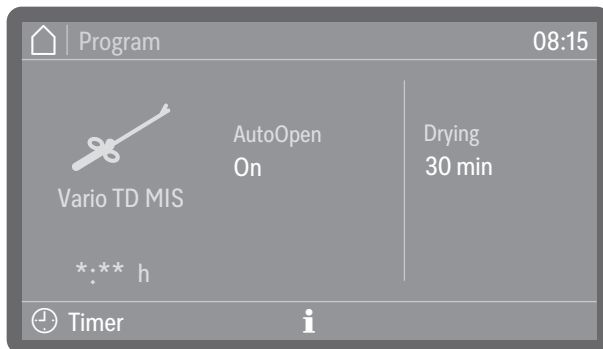 Program 08:15
AutoOpen
On
Drying
30 min
Vario TD MIS
*:** h
Timer i